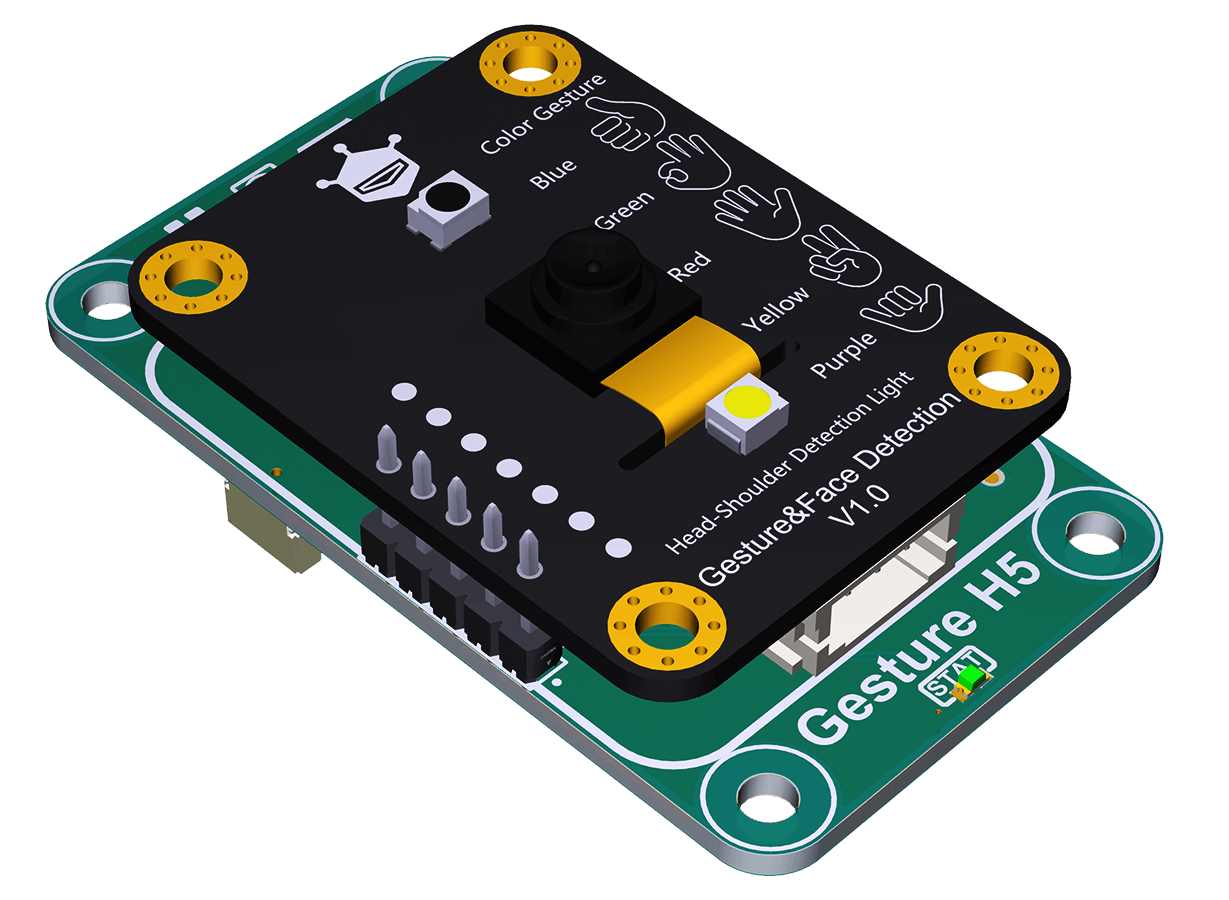 Color Gesture
Blue
Green
Red
Yellow
Purple
Head-Shoulder Detection Light
Gesture&Face Detection
V1.0
Gesture H5
STAT